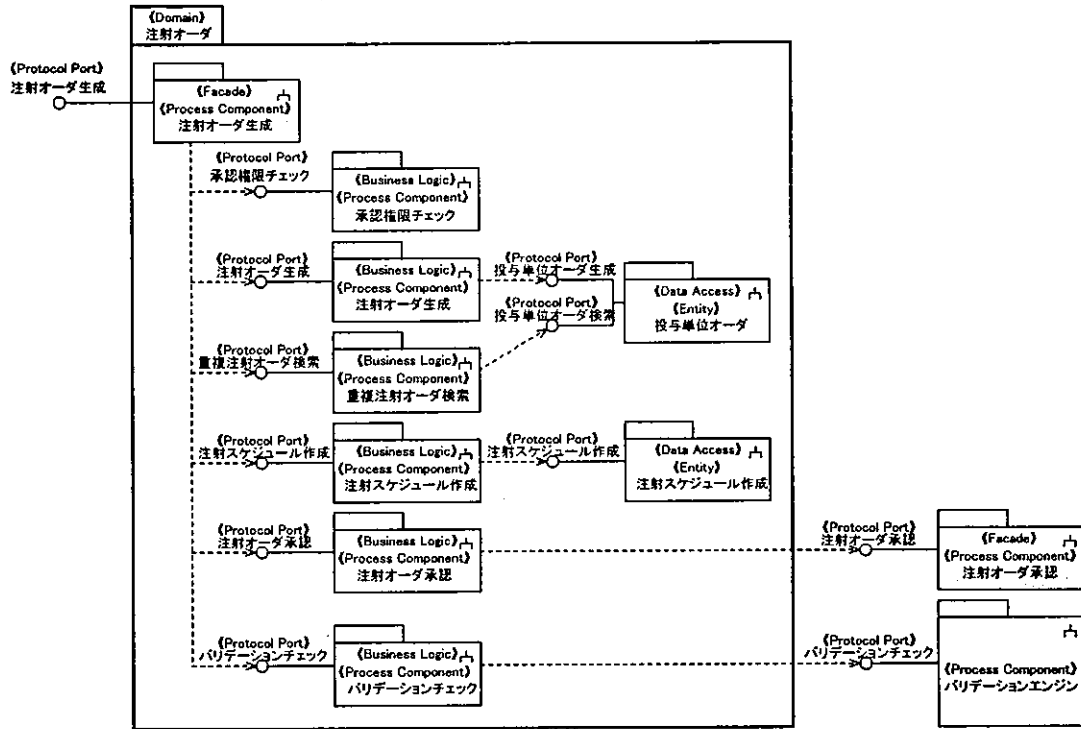 《Domain》
注射オーダ
《Protocol Port》
注射オーダ生成
《Facade》
《Process Component》
注射オーダ生成
《Protocol Port》
承認権限チェック
《Business Logic》
《Process Component》
承認権限チェック
《Protocol Port》
注射オーダ生成
《Business Logic》
《Process Component》
注射オーダ生成
《Protocol Port》
投与単位オーダ生成
《Protocol Port》
投与単位オーダ検索
《Data Access》
《Entity》
投与単位オーダ
《Protocol Port》
重複注射オーダ検索
《Business Logic》
《Process Component》
重複注射オーダ検索
《Protocol Port》
注射スケジュール作成
《Business Logic》
《Process Component》
注射スケジュール作成
《Protocol Port》
注射スケジュール作成
《Data Access》
《Entity》
注射スケジュール作成
《Protocol Port》
注射オーダ承認
《Business Logic》
《Process Component》
注射オーダ承認
《Protocol Port》
注射オーダ承認
《Facade》
《Process Component》
注射オーダ承認
《Protocol Port》
バリデーションチェック
《Business Logic》
《Process Component》
バリデーションチェック
《Protocol Port》
バリデーションチェック
《Process Component》
バリデーションエンジン